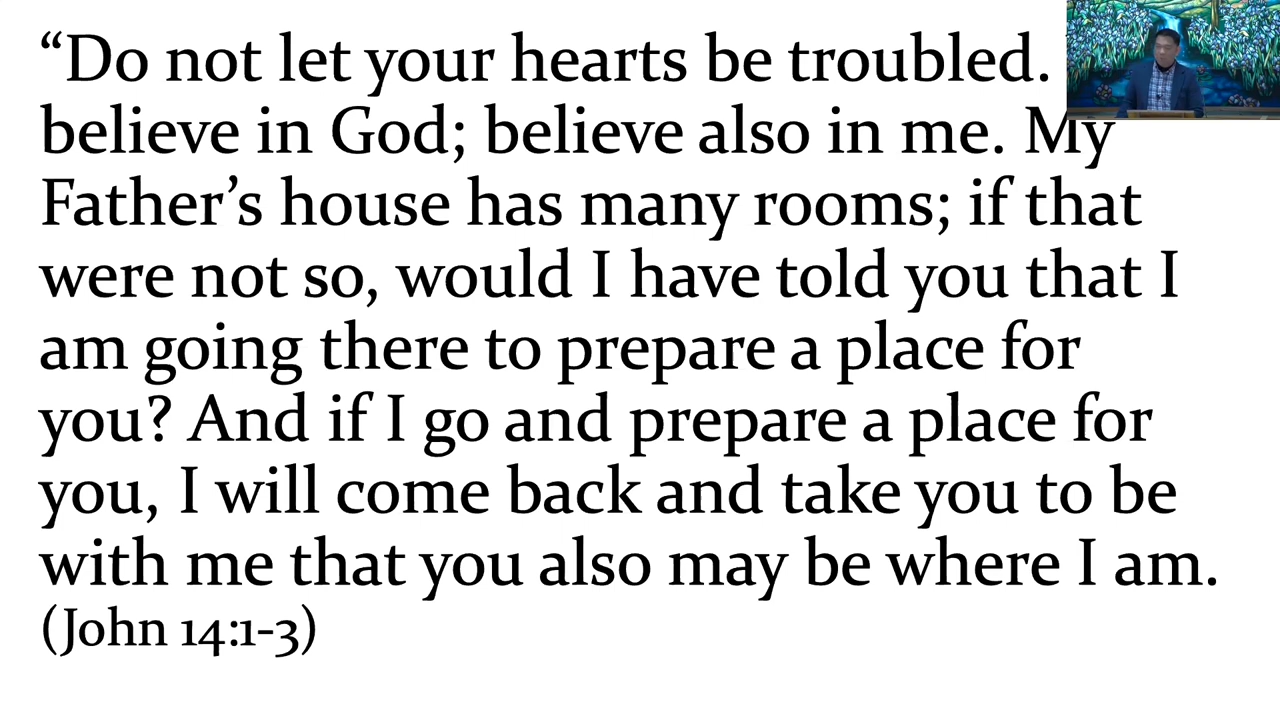 “Do not let your hearts be troubled.
believe in God; believe also in me. My
Father’s house has many rooms; if that
were not so, would I have told you that I
am going there to prepare a place for
you? And if I go and prepare a place for
you, I will come back and take you to be
with me that you also may be where I am.
(John 14:1-3)